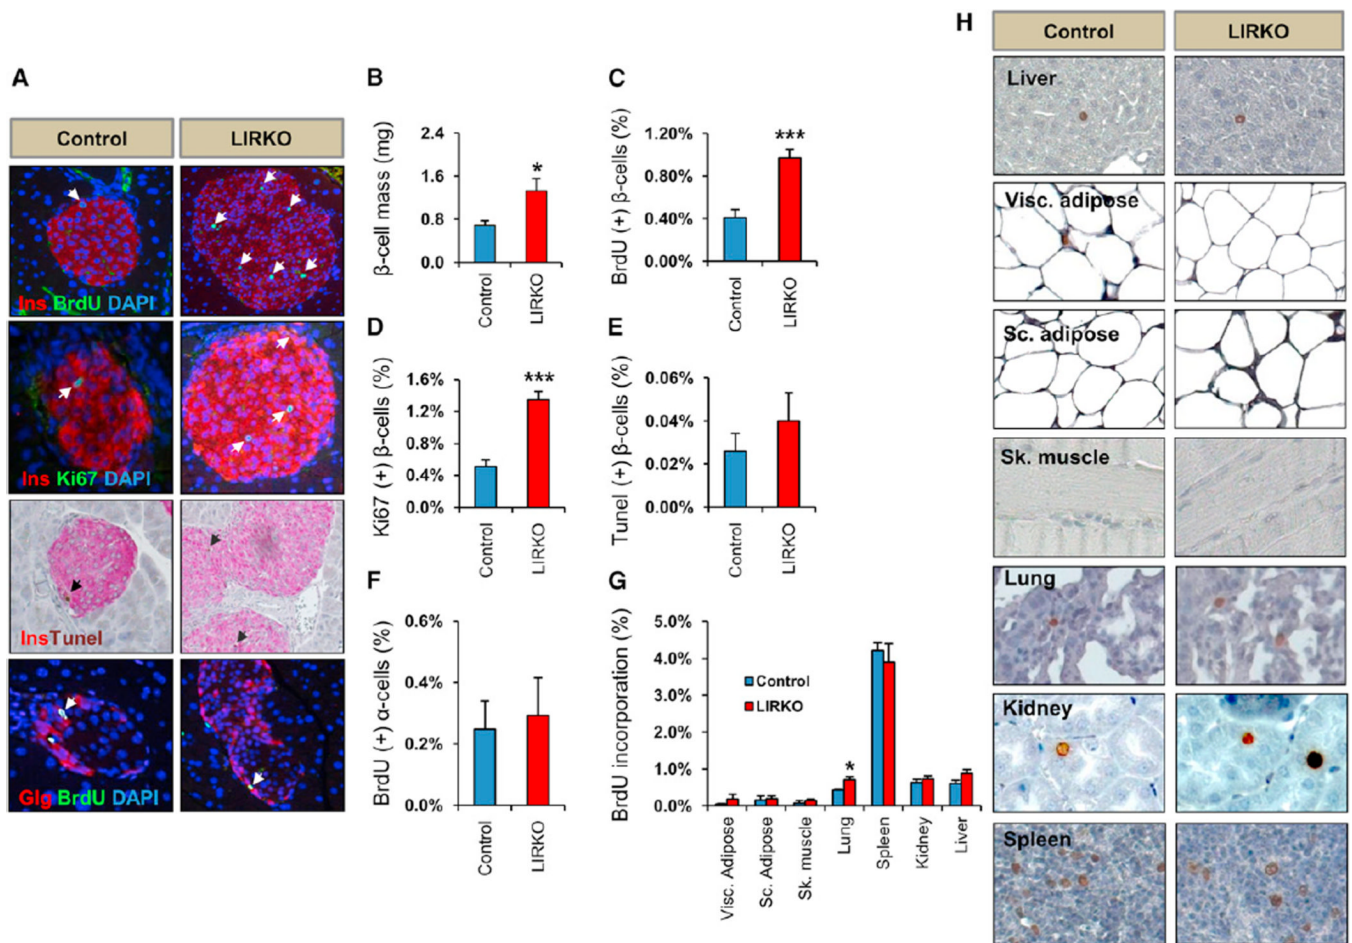 A
Control
LIRKO
Ins BrdU DAPI
Ins Ki67 DAPI
InsTunel
Glg BrdU DAPI
B
β-cell mass (mg)
2.4
1.6
0.8
0.0
*
Control
LIRKO
C
BrdU (+) β-cells (%)
1.20%
0.80%
0.40%
0.00%
***
Control
LIRKO
D
Ki67 (+) β-cells (%)
1.6%
1.2%
0.8%
0.4%
0.0%
***
Control
LIRKO
E
Tunel (+) β-cells (%)
0.06%
0.04%
0.02%
0.00%
Control
LIRKO
F
BrdU (+) α-cells (%)
0.6%
0.4%
0.2%
0.0%
Control
LIRKO
G
BrdU incorporation (%)
5.0%
4.0%
3.0%
2.0%
1.0%
0.0%
Control
LIRKO
*
Visc. Adipose
Sc. Adipose
Sk. muscle
Lung
Spleen
Kidney
Liver
H
Control
LIRKO
Liver
Visc. adipose
Sc. adipose
Sk. muscle
Lung
Kidney
Spleen